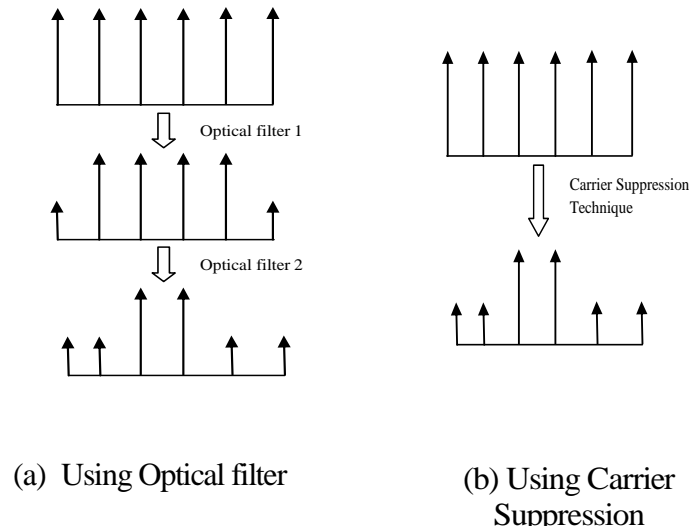 Optical filter 1
Optical filter 2
(a) Using Optical filter
Carrier Suppression
Technique
(b) Using Carrier
Suppression